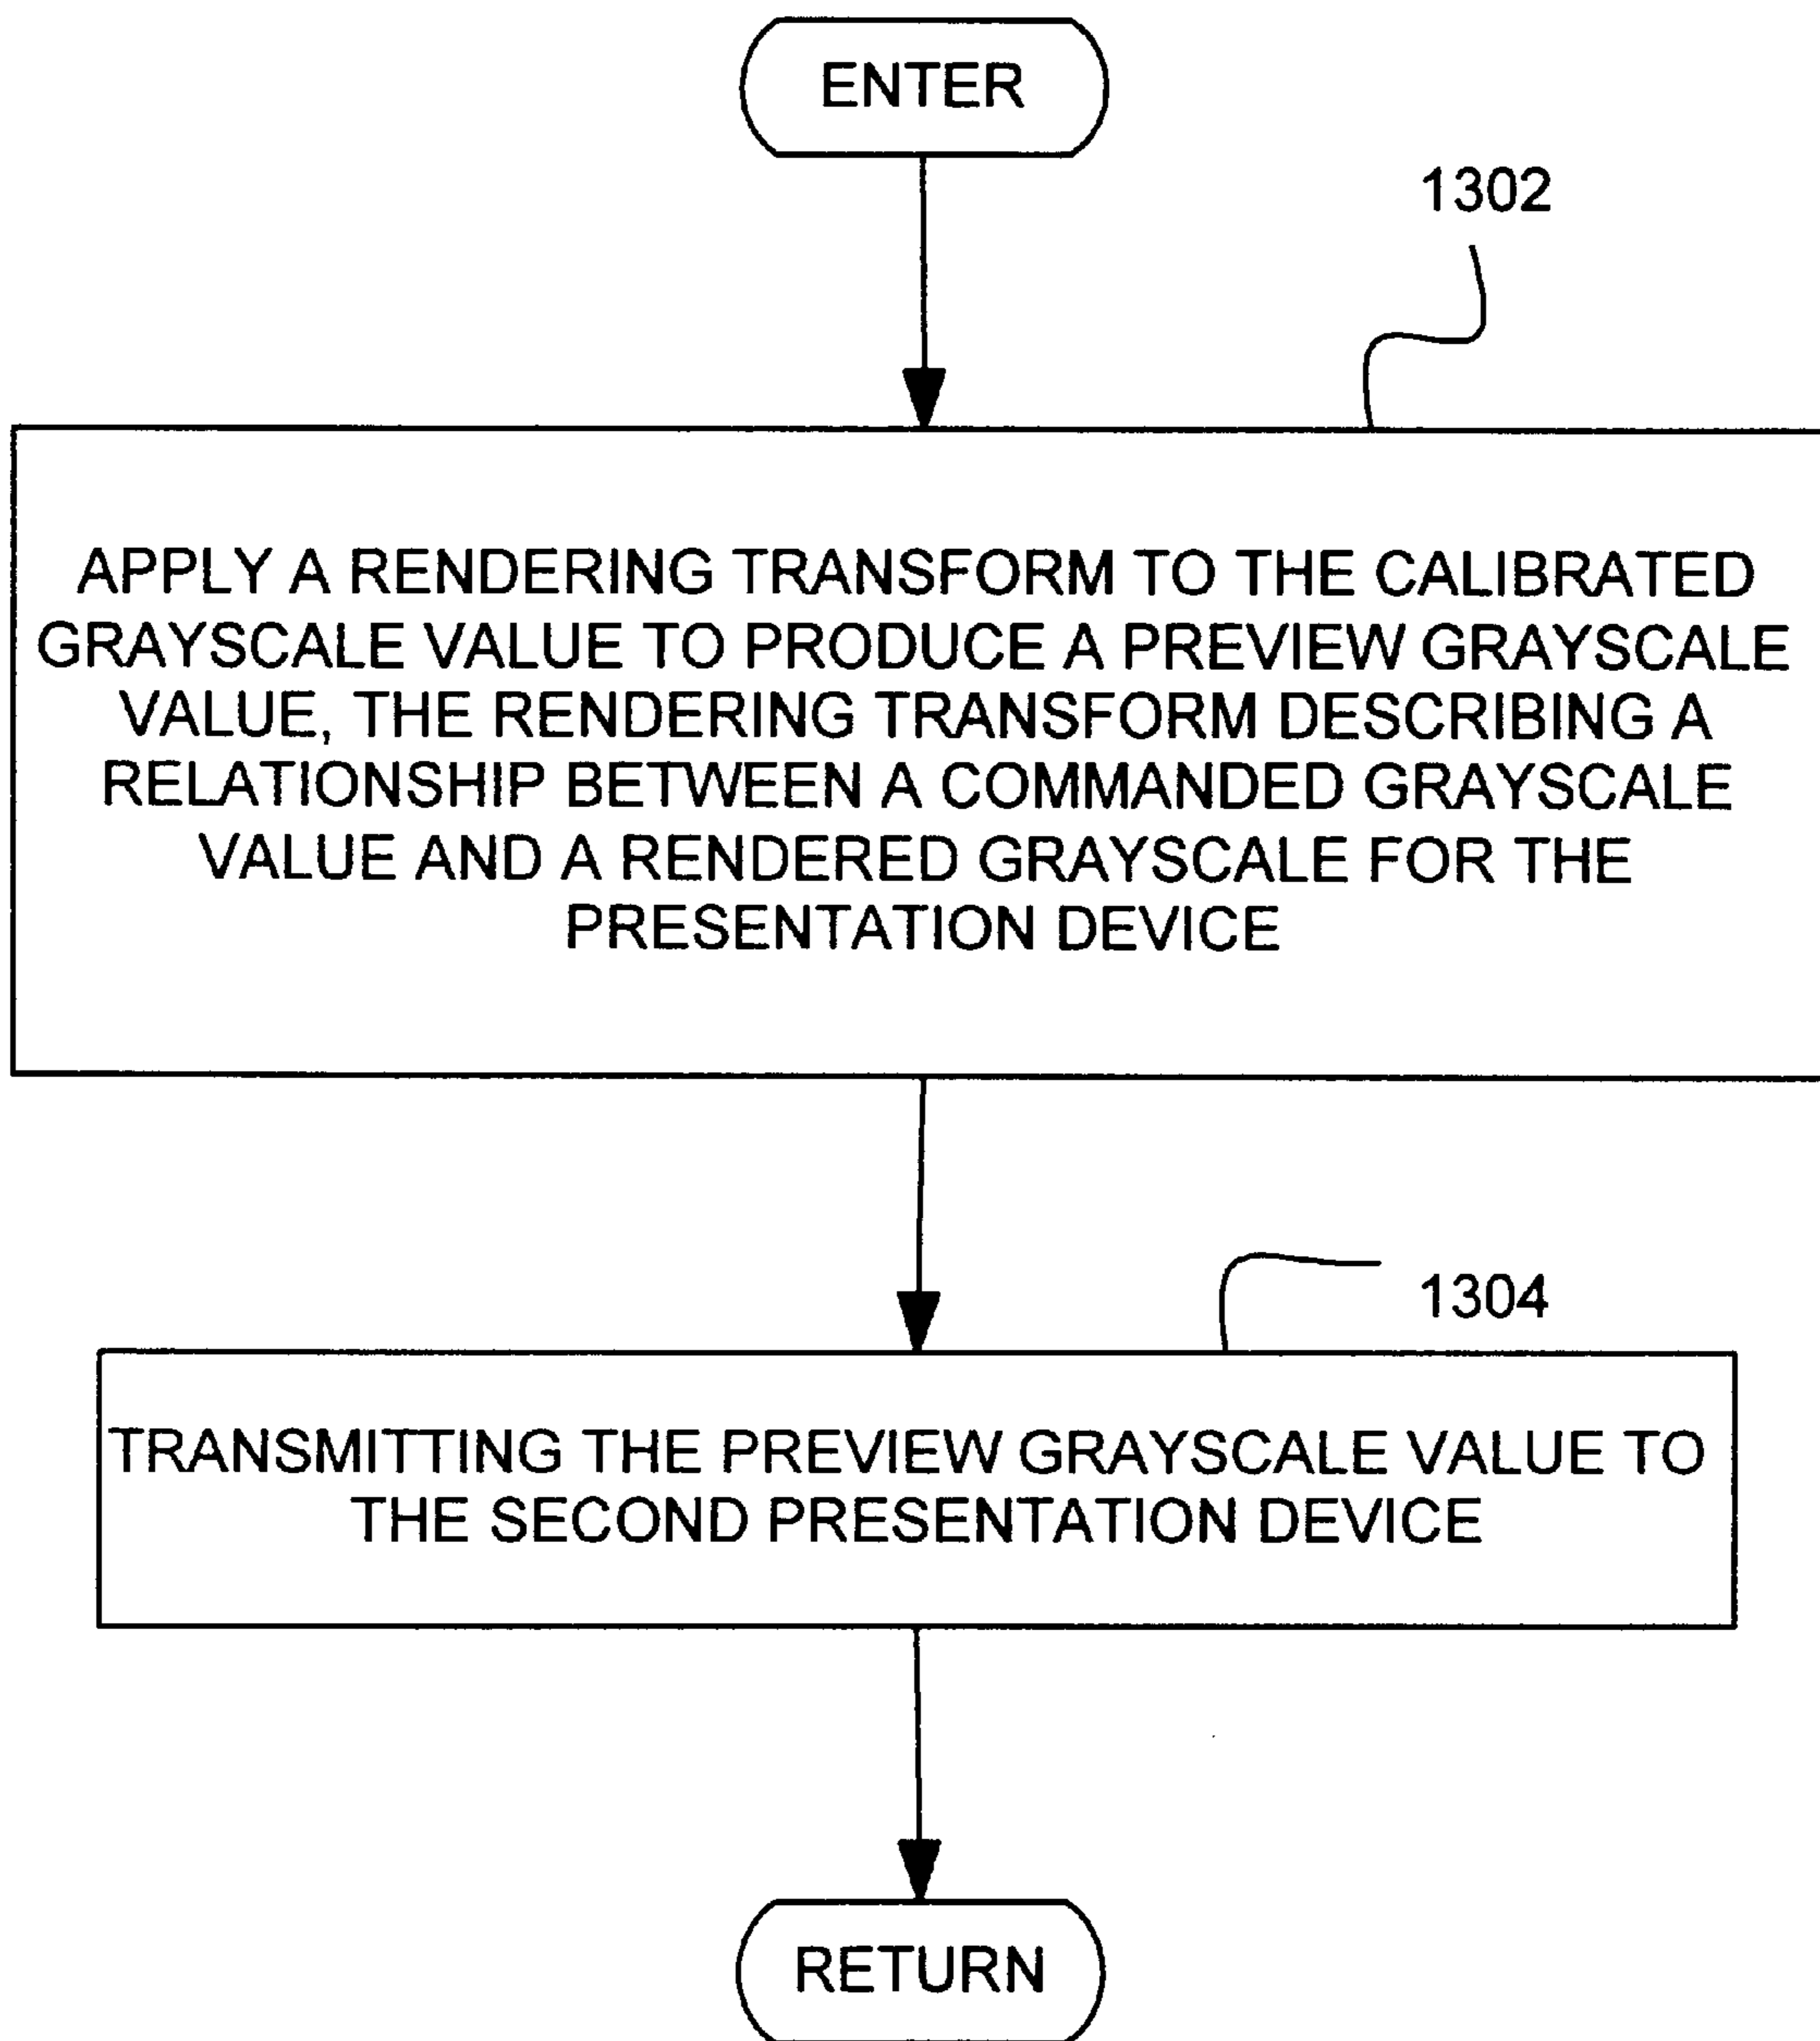 ENTER
1302
APPLY A RENDERING TRANSFORM TO THE CALIBRATED
GRAYSCALE VALUE TO PRODUCE A PREVIEW GRAYSCALE
VALUE, THE RENDERING TRANSFORM DESCRIBING A
RELATIONSHIP BETWEEN A COMMANDED GRAYSCALE
VALUE AND A RENDERED GRAYSCALE FOR THE
PRESENTATION DEVICE
1304
TRANSMITTING THE PREVIEW GRAYSCALE VALUE TO
THE SECOND PRESENTATION DEVICE
RETURN